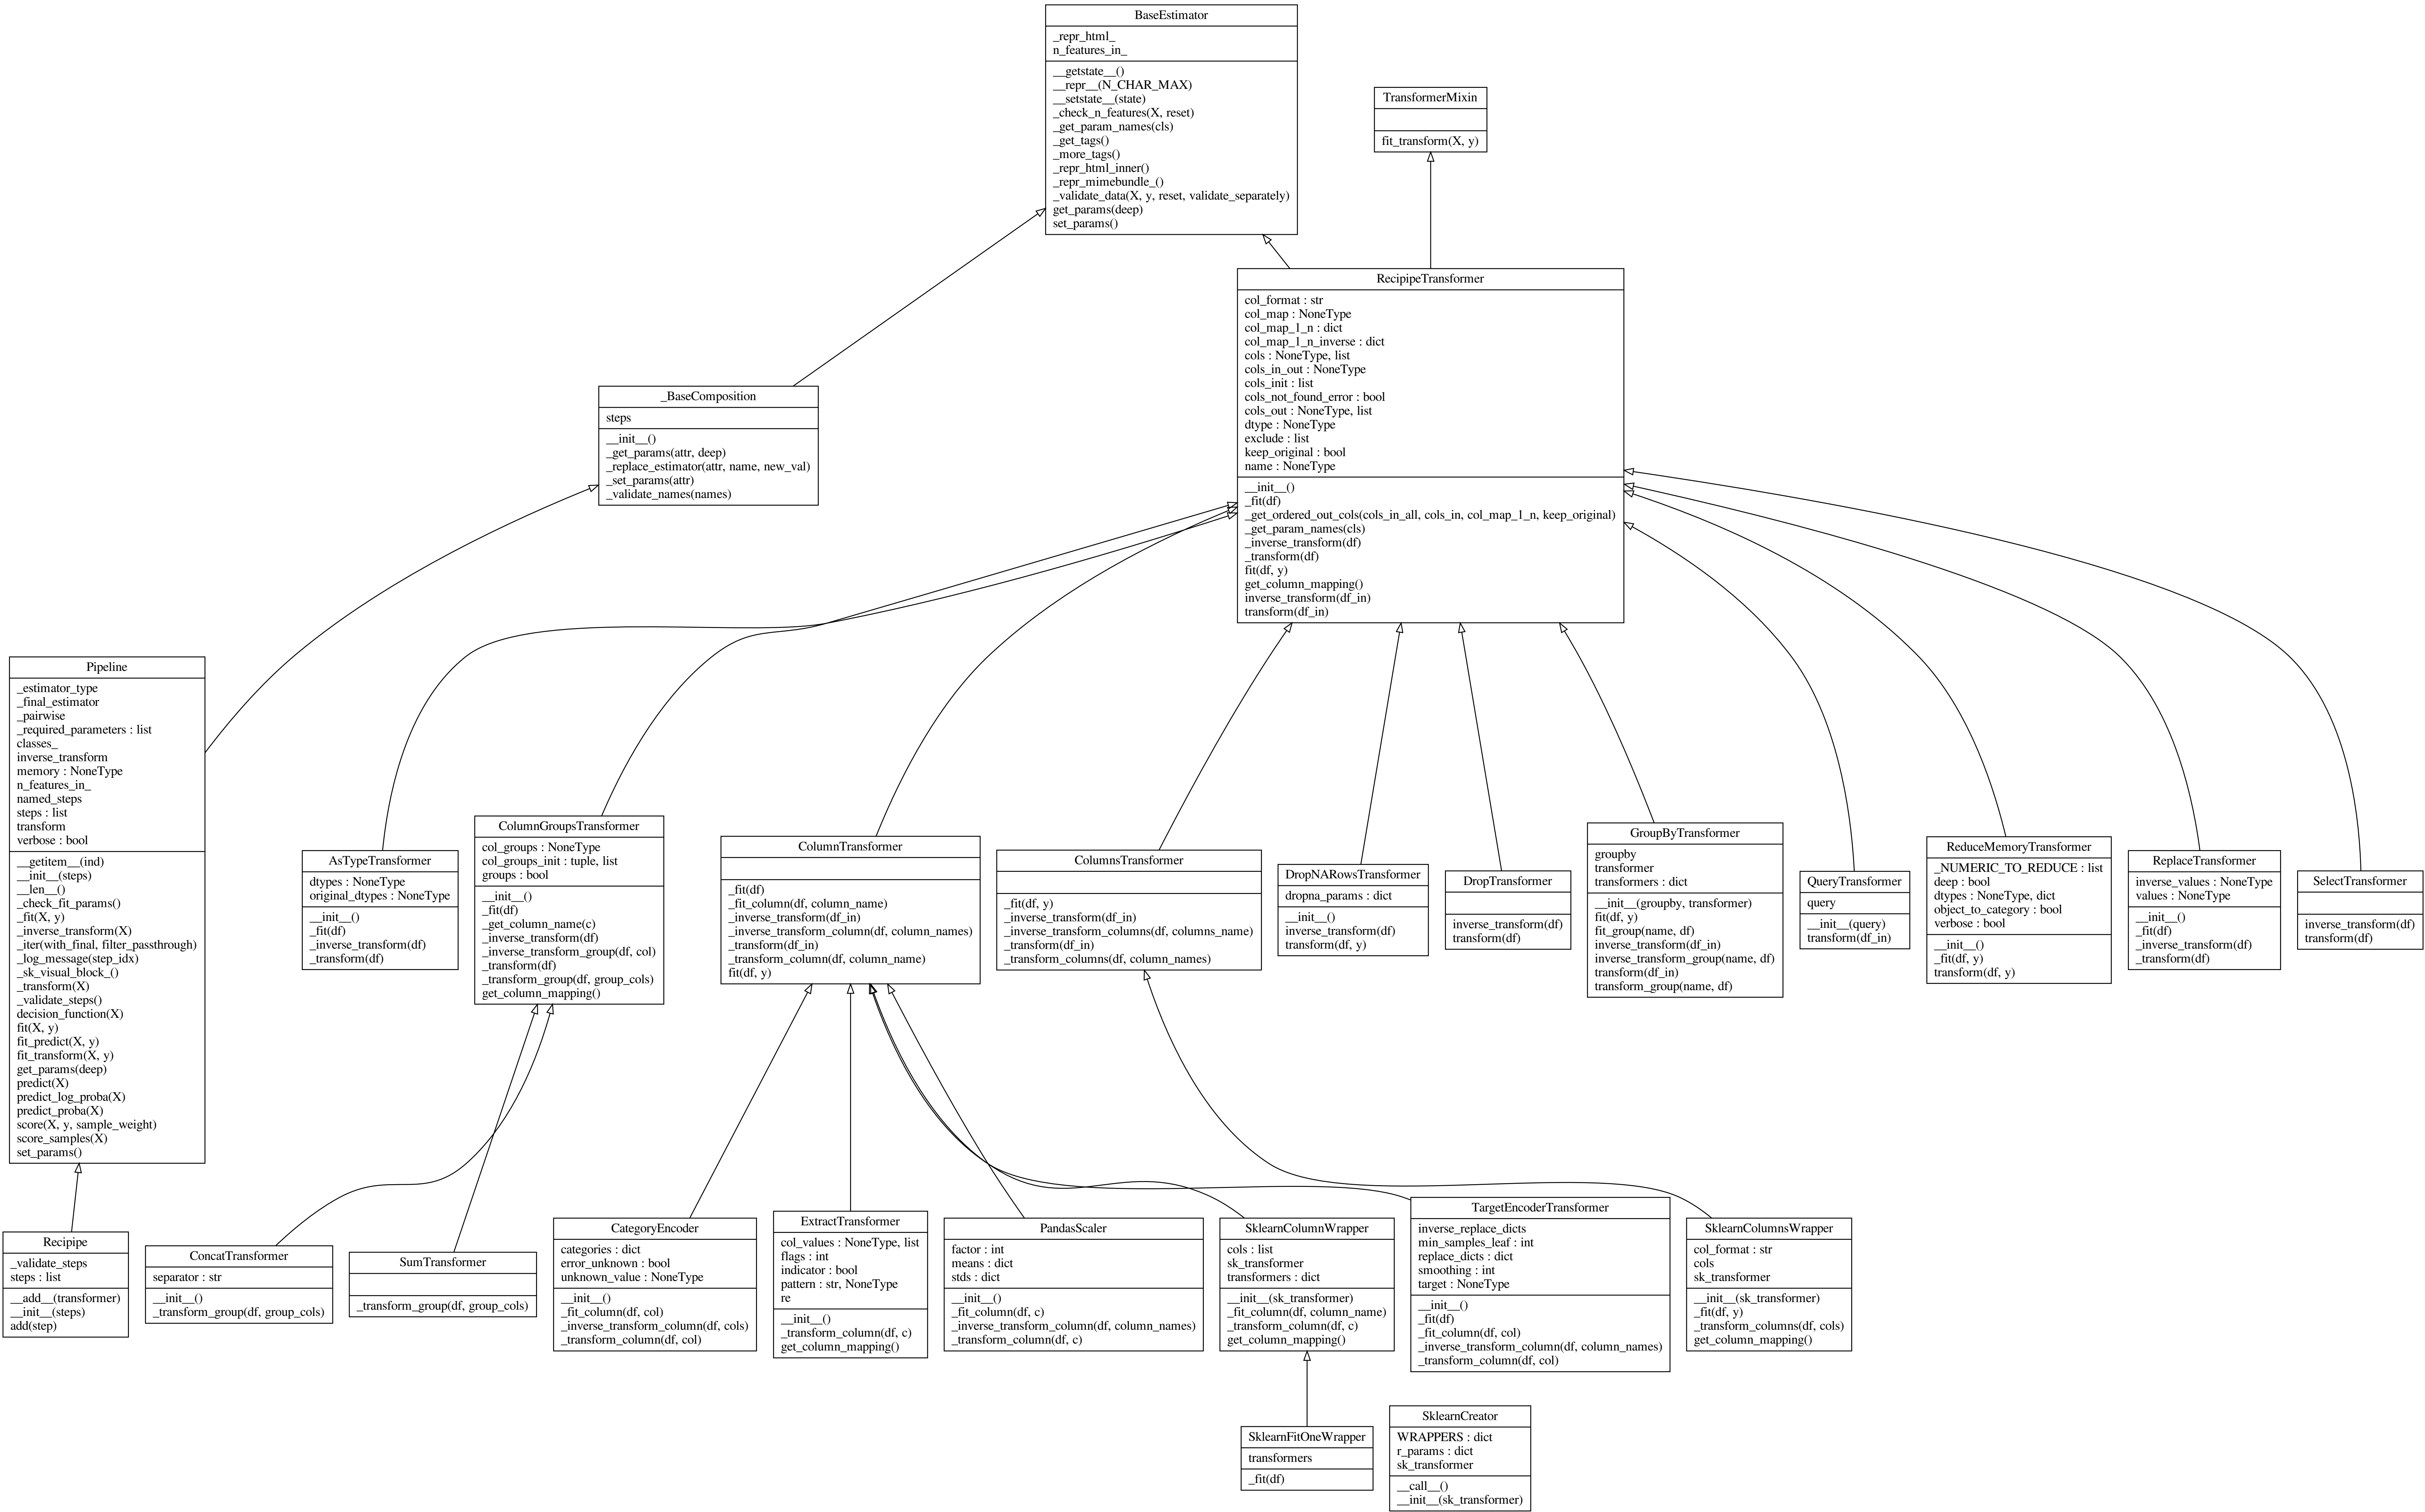 BaseEstimator
_repr_html_
n_features_in_
__getstate__()
__repr__(N_CHAR_MAX)
__setstate__(state)
_check_n_features(X, reset)
_get_param_names(cls)
_get_tags()
_more_tags()
_repr_html_inner()
_repr_mimebundle_()
_validate_data(X, y, reset, validate_separately)
get_params(deep)
set_params()
TransformerMixin
fit_transform(X, y)
RecipipeTransformer
col_format : str
col_map : NoneType
col_map_1_n : dict
col_map_1_n_inverse : dict
cols : NoneType, list
cols_in_out : NoneType
cols_init : list
cols_not_found_error : bool
cols_out : NoneType, list
dtype : NoneType
exclude : list
keep_original : bool
name : NoneType
__init__()
_fit(df)
_get_ordered_out_cols(cols_in_all, cols_in, col_map_1_n, keep_original)
_get_param_names(cls)
_inverse_transform(df)
_transform(df)
fit(df, y)
get_column_mapping()
inverse_transform(df_in)
transform(df_in)
_BaseComposition
steps
__init__()
_get_params(attr, deep)
_replace_estimator(attr, name, new_val)
_set_params(attr)
_validate_names(names)
Pipeline
_estimator_type
_final_estimator
_pairwise
_required_parameters : list
classes_
inverse_transform
memory : NoneType
n_features_in_
named_steps
steps : list
transform
verbose : bool
__getitem__(ind)
__init__(steps)
__len__()
_check_fit_params()
_fit(X, y)
_inverse_transform(X)
_iter(with_final, filter_passthrough)
_log_message(step_idx)
_sk_visual_block_()
_transform(X)
_validate_steps()
decision_function(X)
fit(X, y)
fit_predict(X, y)
fit_transform(X, y)
get_params(deep)
predict(X)
predict_log_proba(X)
predict_proba(X)
score(X, y, sample_weight)
score_samples(X)
set_params()
AsTypeTransformer
dtypes : NoneType
original_dtypes : NoneType
__init__()
_fit(df)
_inverse_transform(df)
_transform(df)
ColumnGroupsTransformer
col_groups : NoneType
col_groups_init : tuple, list
groups : bool
__init__()
_fit(df)
_get_column_name(c)
_inverse_transform(df)
_inverse_transform_group(df, col)
_transform(df)
_transform_group(df, group_cols)
get_column_mapping()
ColumnTransformer
_fit(df)
_fit_column(df, column_name)
_inverse_transform(df_in)
_inverse_transform_column(df, column_names)
_transform(df_in)
_transform_column(df, column_name)
fit(df, y)
ColumnsTransformer
_fit(df, y)
_inverse_transform(df_in)
_inverse_transform_columns(df, columns_name)
_transform(df_in)
_transform_columns(df, column_names)
DropNARowsTransformer
dropna_params : dict
__init__()
inverse_transform(df)
transform(df, y)
DropTransformer
inverse_transform(df)
transform(df)
GroupByTransformer
groupby
transformer
transformers : dict
__init__(groupby, transformer)
fit(df, y)
fit_group(name, df)
inverse_transform(df_in)
inverse_transform_group(name, df)
transform(df_in)
transform_group(name, df)
QueryTransformer
query
__init__(query)
transform(df_in)
ReduceMemoryTransformer
_NUMERIC_TO_REDUCE : list
deep : bool
dtypes : NoneType, dict
object_to_category : bool
verbose : bool
__init__()
_fit(df, y)
transform(df, y)
ReplaceTransformer
inverse_values : NoneType
values : NoneType
__init__()
_fit(df)
_inverse_transform(df)
_transform(df)
SelectTransformer
inverse_transform(df)
transform(df)
Recipipe
_validate_steps
steps : list
__add__(transformer)
__init__(steps)
add(step)
ConcatTransformer
separator : str
__init__()
_transform_group(df, group_cols)
SumTransformer
_transform_group(df, group_cols)
CategoryEncoder
categories : dict
error_unknown : bool
unknown_value : NoneType
__init__()
_fit_column(df, col)
_inverse_transform_column(df, cols)
_transform_column(df, col)
ExtractTransformer
col_values : NoneType, list
flags : int
indicator : bool
pattern : str, NoneType
re
__init__()
_transform_column(df, c)
get_column_mapping()
PandasScaler
factor : int
means : dict
stds : dict
__init__()
_fit_column(df, c)
_inverse_transform_column(df, column_names)
_transform_column(df, c)
SklearnColumnWrapper
cols : list
sk_transformer
transformers : dict
__init__(sk_transformer)
_fit_column(df, column_name)
_transform_column(df, c)
get_column_mapping()
TargetEncoderTransformer
inverse_replace_dicts
min_samples_leaf : int
replace_dicts : dict
smoothing : int
target : NoneType
__init__()
_fit(df)
_fit_column(df, col)
_inverse_transform_column(df, column_names)
_transform_column(df, col)
SklearnColumnsWrapper
col_format : str
cols
sk_transformer
__init__(sk_transformer)
_fit(df, y)
_transform_columns(df, cols)
get_column_mapping()
SklearnFitOneWrapper
transformers
_fit(df)
SklearnCreator
WRAPPERS : dict
r_params : dict
sk_transformer
__call__()
__init__(sk_transformer)